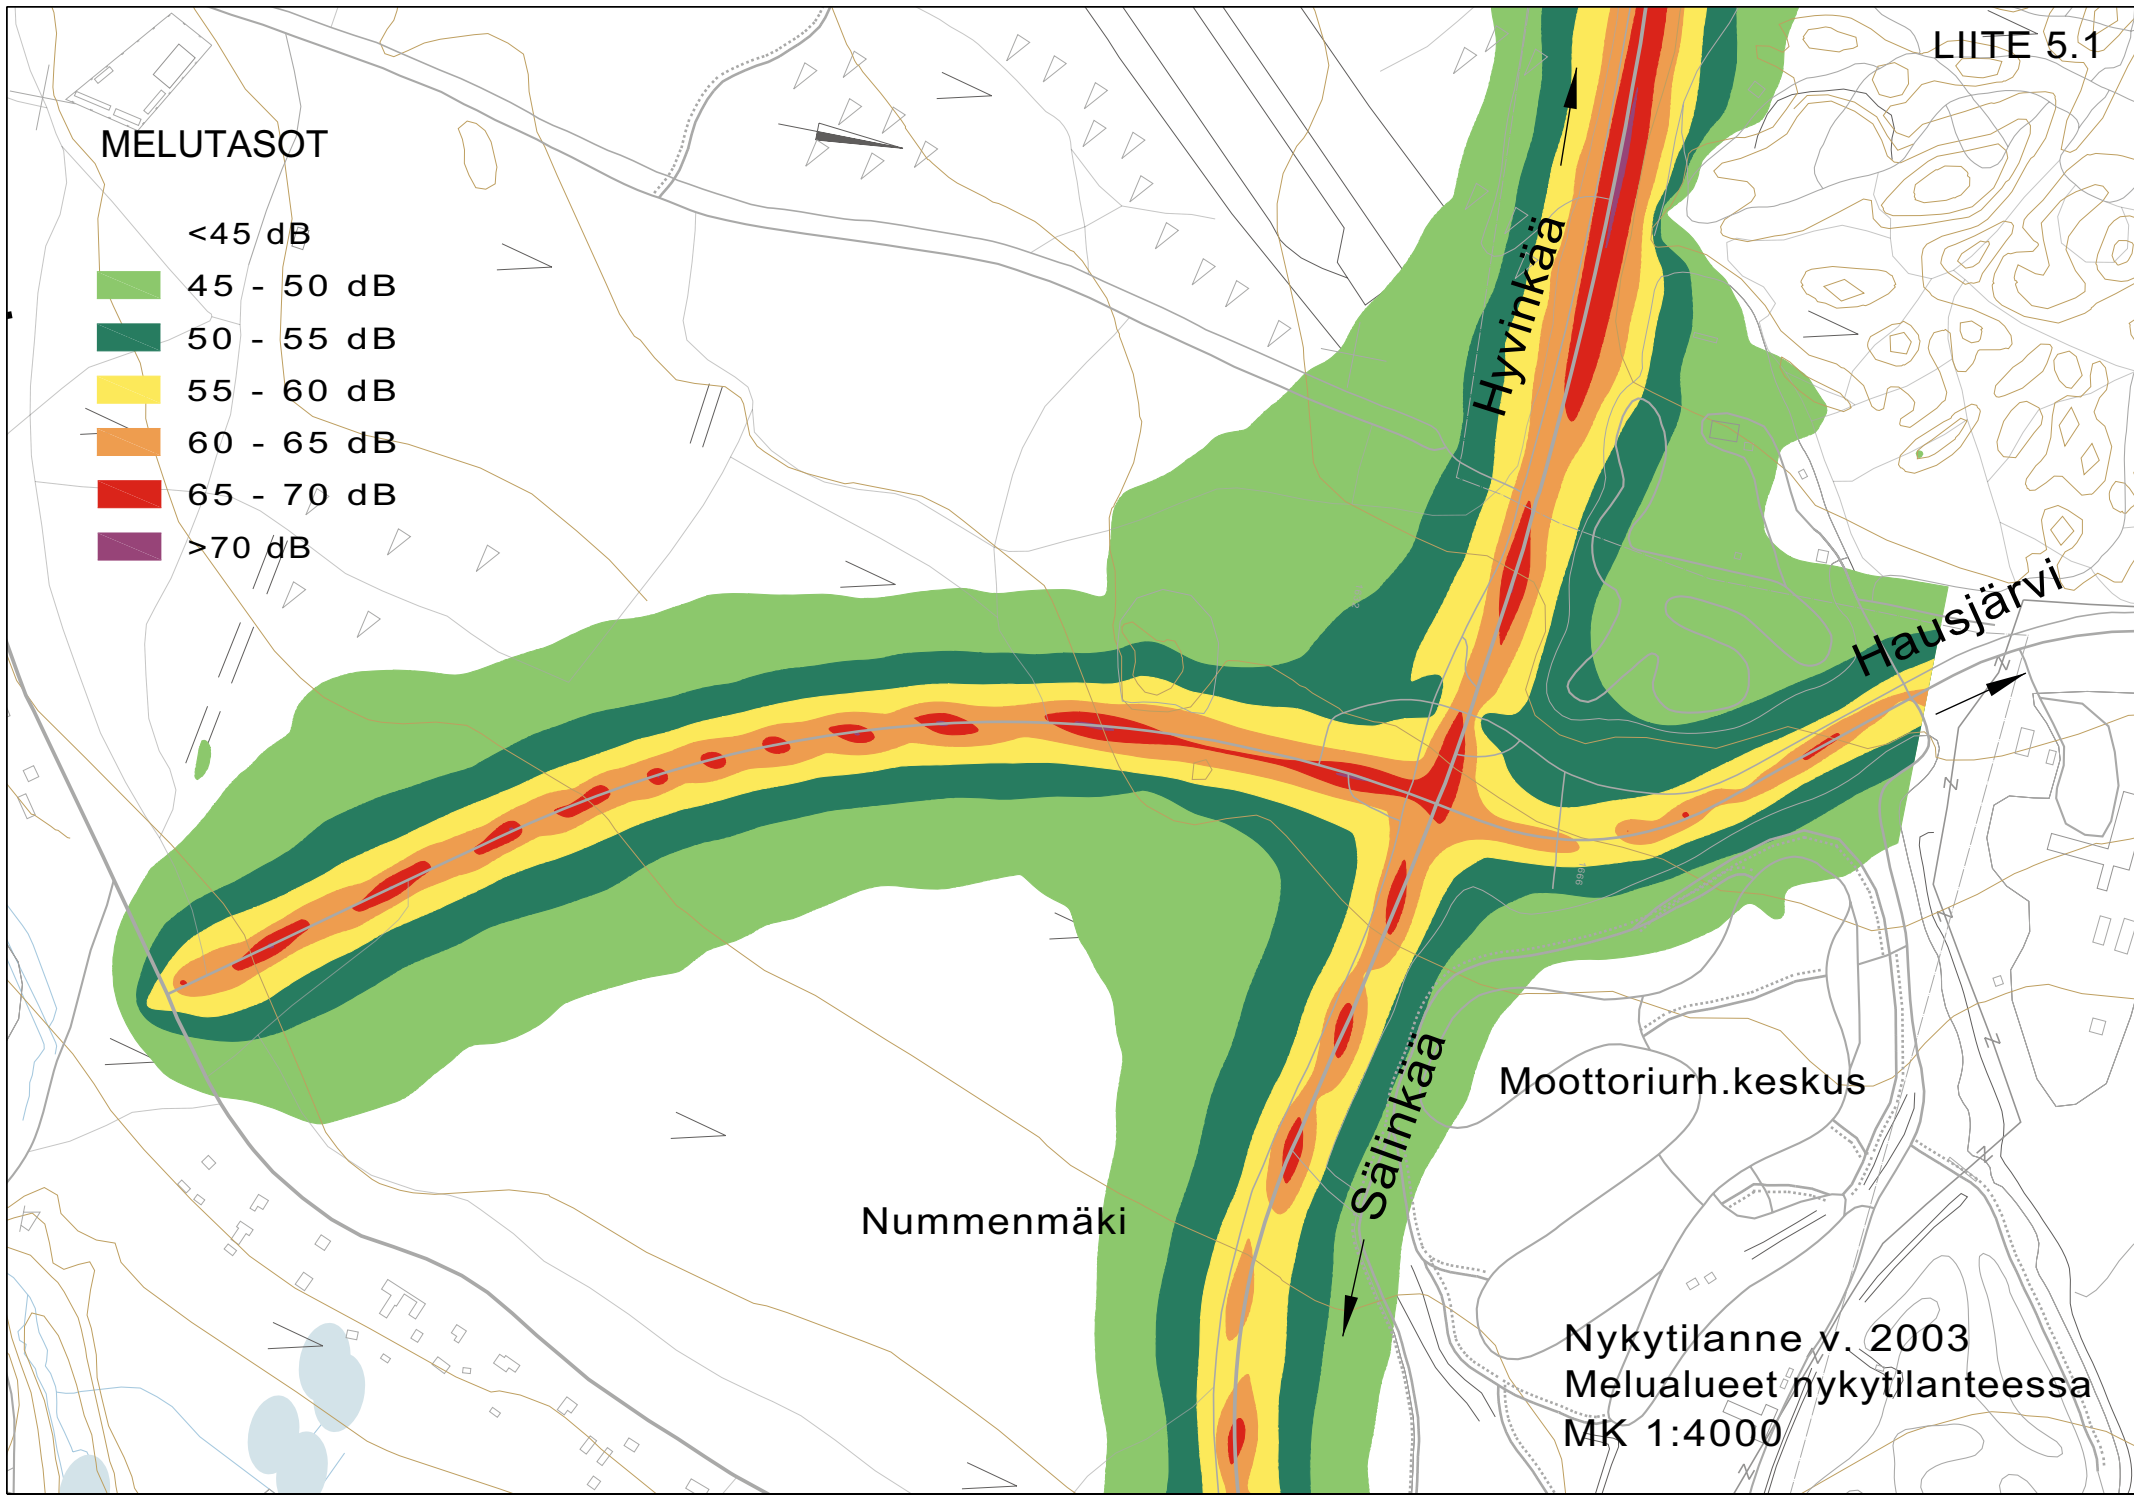 LIITE 5.1
MELUTASOT
<45 dB
45 - 50 dB
50 - 55 dB
55 - 60 dB
60 - 65 dB
65 - 70 dB
>70 dB
Hyvinkää
Hausjärvi
Sälinkää
Moottoriurh.keskus
Nummenmäki
Nykytilanne v. 2003
Melualueet nykytilanteessa
MK 1:4000